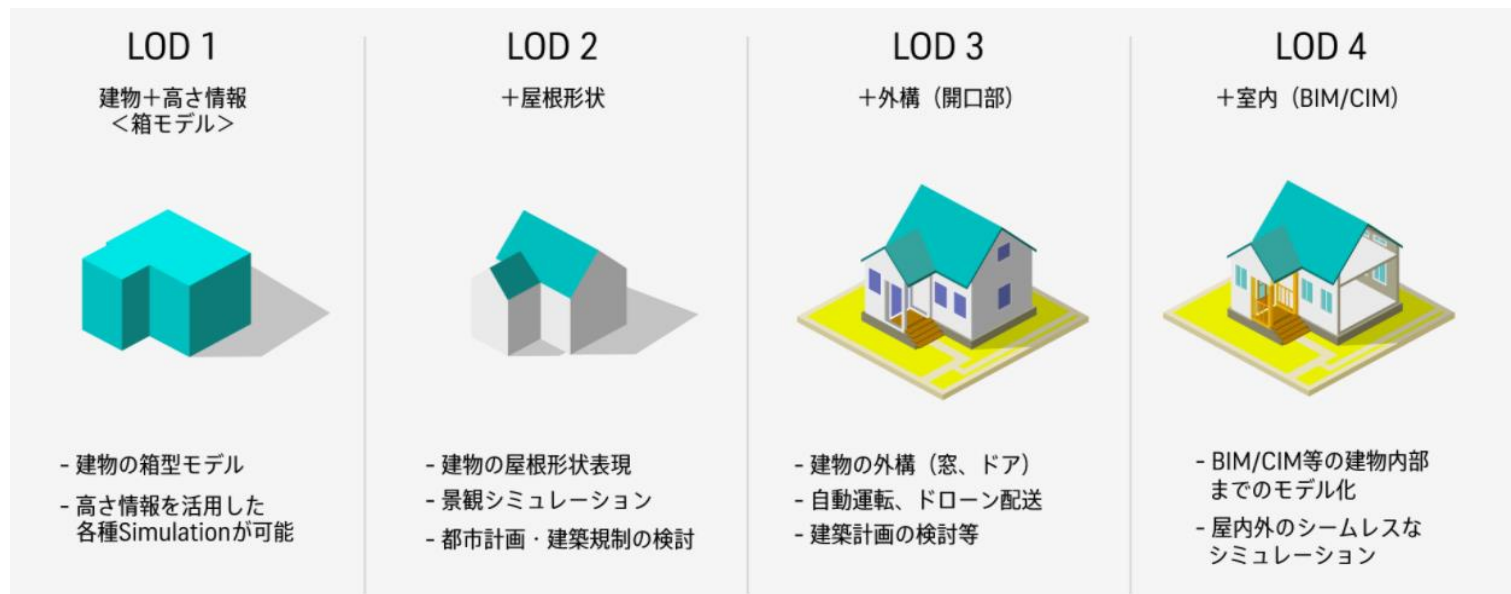 LOD 1
建物＋高さ情報
＜箱モデル＞
- 建物の箱型モデル
- 高さ情報を活用した
各種Simulationが可能
LOD 2
＋屋根形状
- 建物の屋根形状表現
- 景観シミュレーション
- 都市計画・建築規制の検討
LOD 3
＋外構（開口部）
- 建物の外構（窓、ドア）
- 自動運転、ドローン配送
- 建築計画の検討等
LOD 4
＋室内（BIM/CIM）
- BIM/CIM等の建物内部
までのモデル化
- 屋内外のシームレスな
シミュレーション